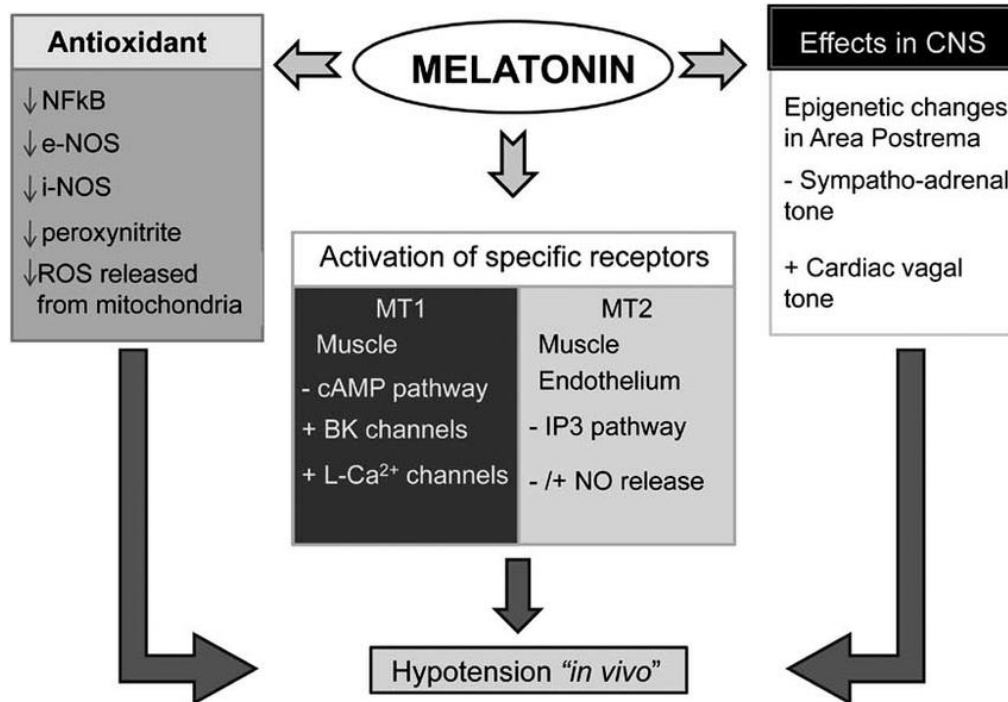 MELATONIN
Antioxidant
↓ NFkB
↓ e-NOS
↓ i-NOS
↓ peroxynitrite
↓ ROS released
from mitochondria
Activation of specific receptors
MT1
Muscle
- cAMP pathway
+ BK channels
+ L-Ca²⁺ channels
MT2
Muscle
Endothelium
- IP3 pathway
- /+ NO release
Effects in CNS
Epigenetic changes
in Area Postrema
- Sympatho-adrenal
tone
+ Cardiac vagal
tone
Hypotension “in vivo”